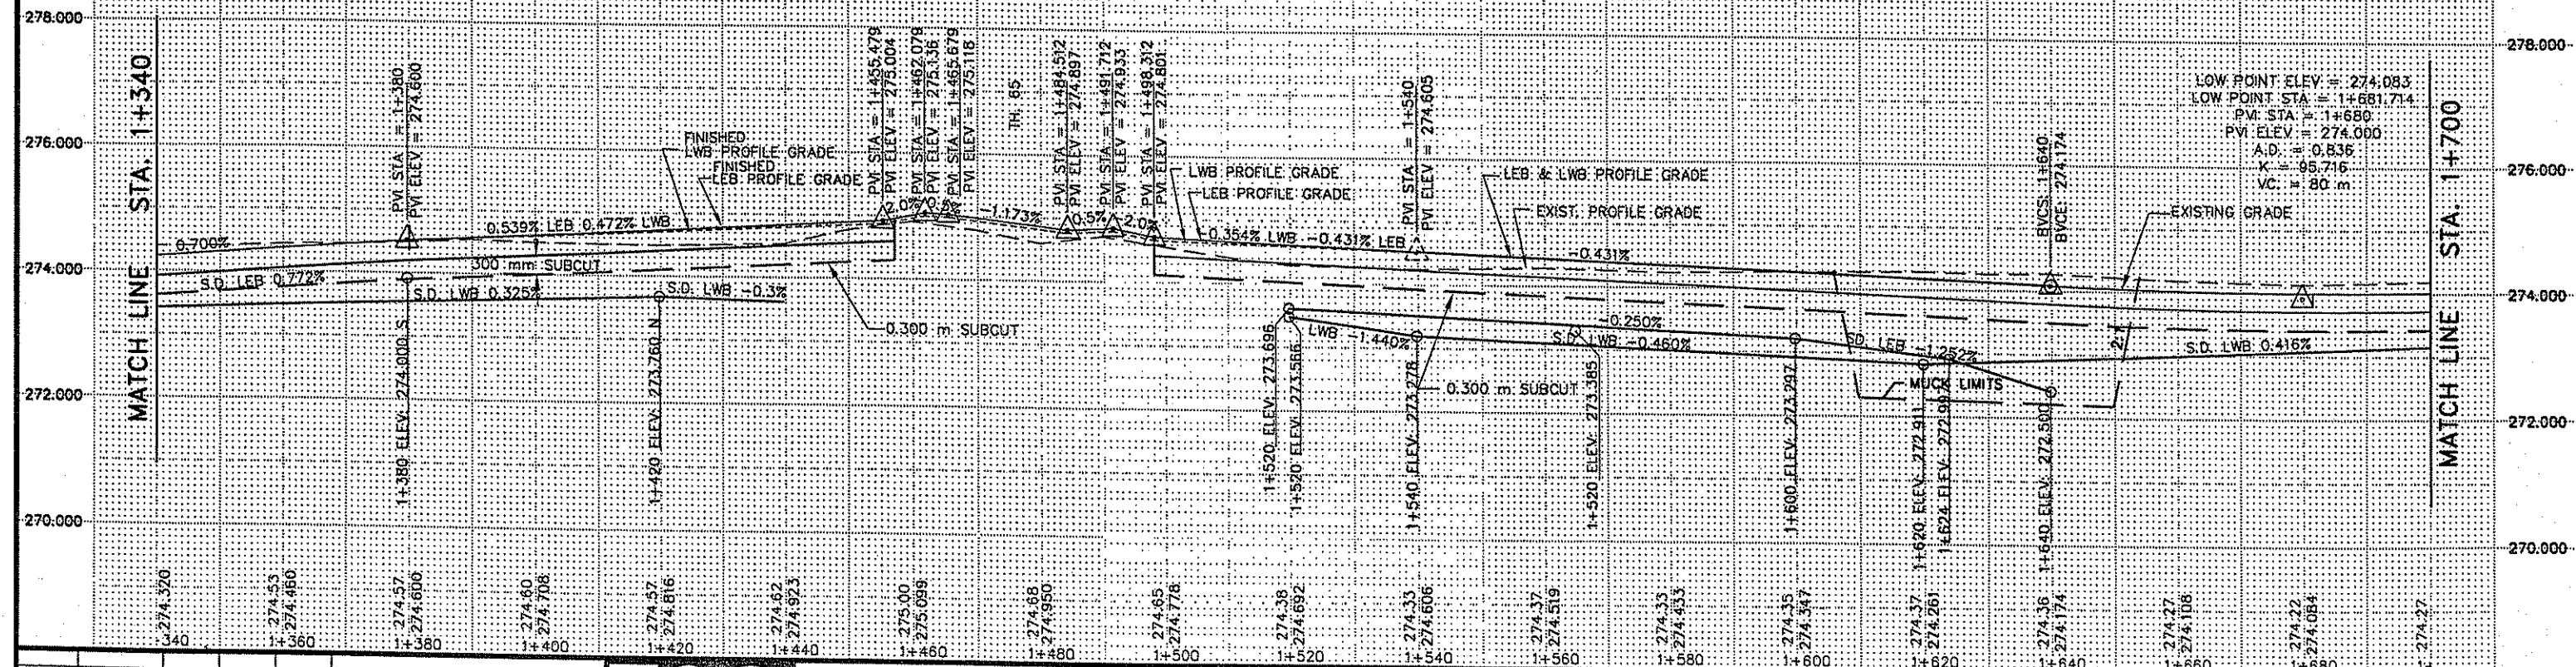 278.000
276.000
274.000
272.000
270.000
MATCH LINE STA. 1+340
0.700%
S.D. LEB 0.772%
PVI STA = 1+380
PVI ELEV = 274.600
1+380 ELEV: 274.000 S
0.539% LEB 0.472% LWB
300 mm SUBCUT
S.D. LWB 0.325%
S.D. LWB -0.3%
1+420 ELEV: 273.760 N
FINISHED
LWB PROFILE GRADE
FINISHED
LEB PROFILE GRADE
0.300 m SUBCUT
PVI STA = 1+455.479
PVI ELEV = 275.004
PVI STA = 1+462.079
PVI ELEV = 275.136
PVI STA = 1+465.679
PVI ELEV = 275.118
2.0%
-1.173%
TH. 65
PVI STA = 1+484.512
PVI ELEV = 274.897
PVI STA = 1+491.712
PVI ELEV = 274.933
PVI STA = 1+498.312
PVI ELEV = 274.801
0.5%
LWB PROFILE GRADE
LEB PROFILE GRADE
-0.354% LWB -0.431% LEB
PVI STA = 1+540
PVI ELEV = 274.605
LEB & LWB PROFILE GRADE
EXIST. PROFILE GRADE
-0.431%
1+520 ELEV: 273.696
1+520 ELEV: 273.566
LWB -1.440%
-0.250%
S.D. LWB -0.460%
1+540 ELEV: 273.278
0.300 m SUBCUT
1+520 ELEV: 273.385
1+600 ELEV: 273.297
SD. LEB -1.252%
MUCK LIMITS
1+620 ELEV: 272.911
1+640 ELEV: 272.500
BVCS: 1+640
BVCE: 274.174
2:1
S.D. LWB 0.416%
EXISTING GRADE
LOW POINT ELEV = 274.083
LOW POINT STA = 1+681.714
PVI STA = 1+680
PVI ELEV = 274.000
A.D. = 0.836
K = 95.716
VC. = 80 m
MATCH LINE STA. 1+700
278.000
276.000
274.000
272.000
270.000
274.320
274.53
274.460
274.57
274.600
274.60
274.708
274.57
274.816
274.62
274.923
275.00
275.099
274.68
274.950
274.65
274.778
274.38
274.692
274.33
274.606
274.37
274.519
274.33
274.433
274.35
274.347
274.37
274.261
274.36
274.174
274.27
274.108
274.22
274.084
274.27
340
1+360
1+380
1+400
1+420
1+440
1+460
1+480
1+500
1+520
1+540
1+560
1+580
1+600
1+620
1+640
1+660
1+680